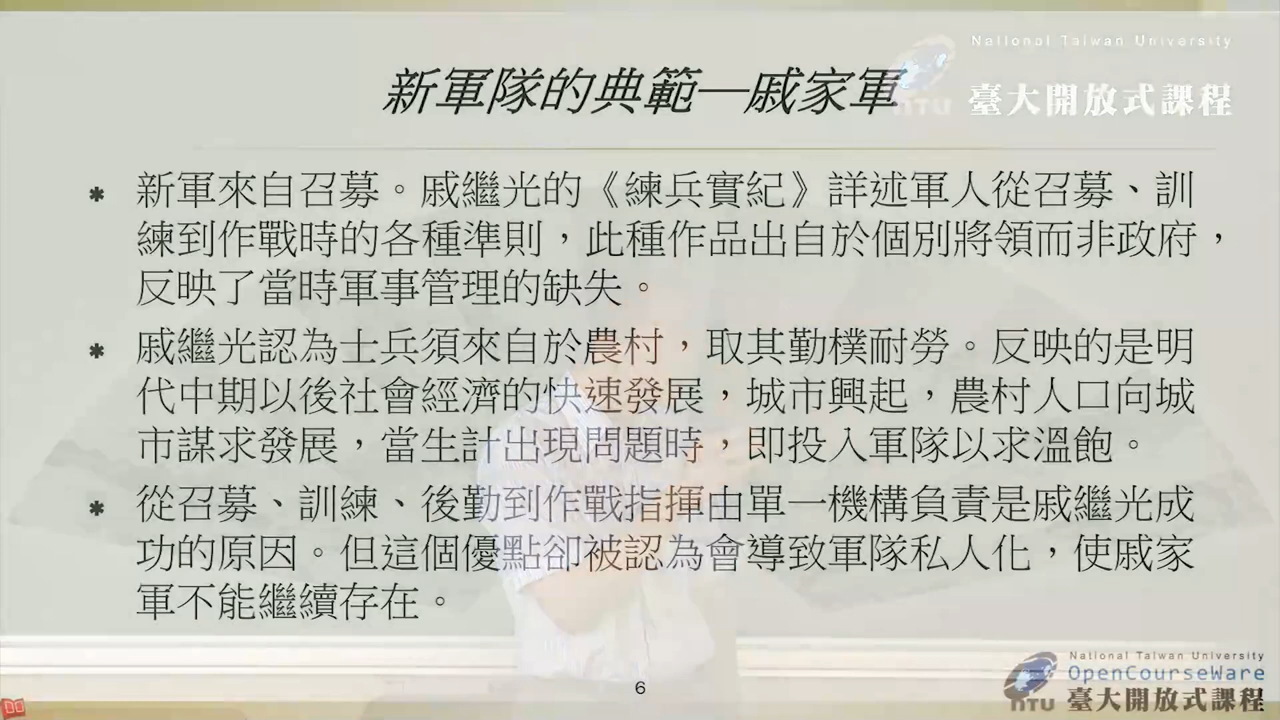 National Taiwan University
臺大開放式課程
新軍隊的典範—戚家軍
NTU
新軍來自召募。戚繼光的《練兵實紀》詳述軍人從召募、訓
練到作戰時的各種準則，此種作品出自於個別將領而非政府，
反映了當時軍事管理的缺失。
戚繼光認為士兵須來自於農村，取其勤樸耐勞。反映的是明
代中期以後社會經濟的快速發展，城市興起，農村人口向城
市謀求發展，當生計出現問題時，即投入軍隊以求溫飽。
從召募、訓練、後勤到作戰指揮由單一機構負責是戚繼光成
功的原因。但這個優點卻被認為會導致軍隊私人化，使戚家
軍不能繼續存在。
6
National Taiwan University
OpenCourseWare
NTU 臺大開放式課程